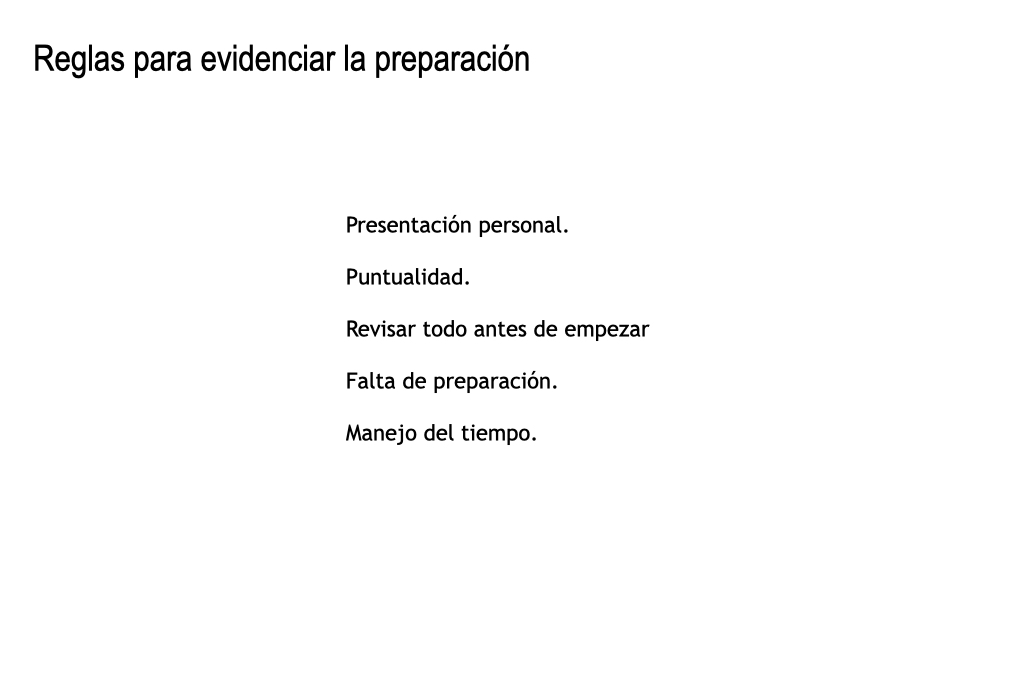 Reglas para evidenciar la preparación
Presentación personal.
Puntualidad.
Revisar todo antes de empezar
Falta de preparación.
Manejo del tiempo.